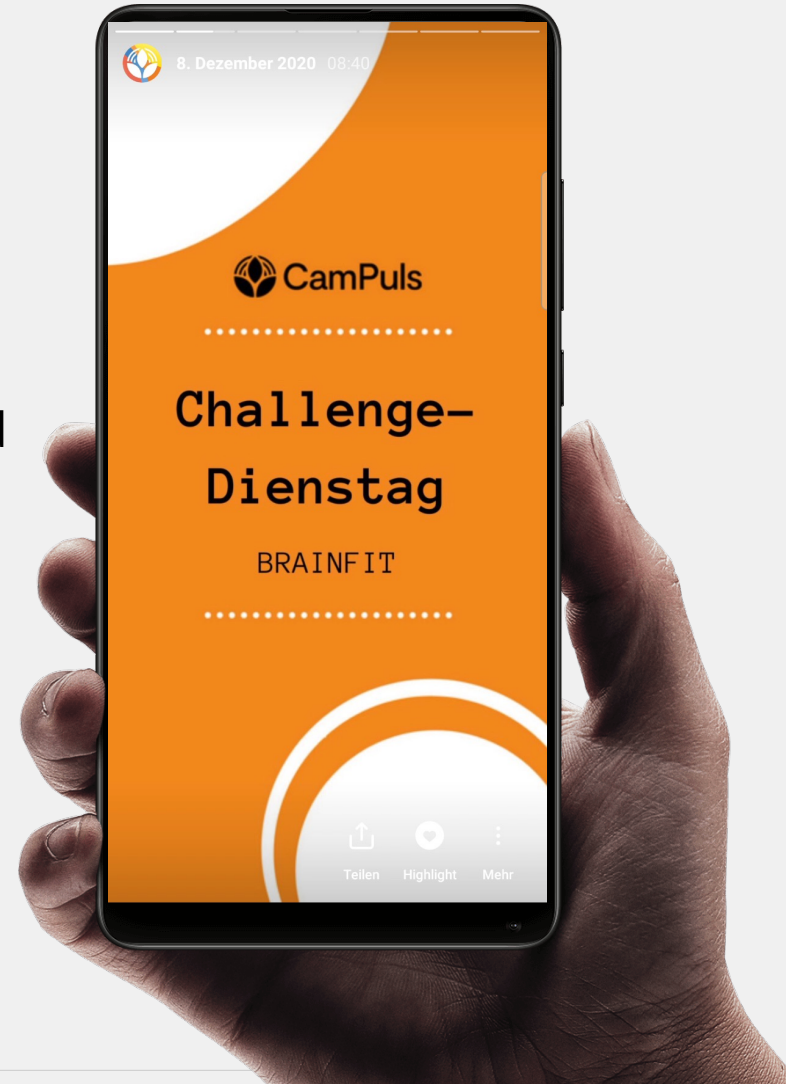 8. Dezember 2020 08:40
CamPuls
Challenge-
Dienstag
BRAINFIT
Teilen Highlight Mehr